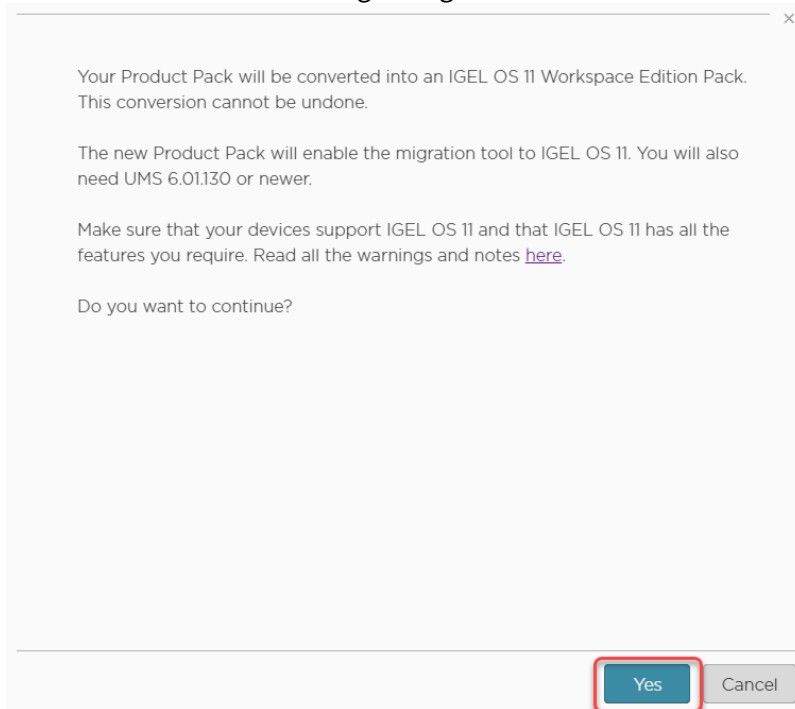 ×
Your Product Pack will be converted into an IGEL OS 11 Workspace Edition Pack.
This conversion cannot be undone.
The new Product Pack will enable the migration tool to IGEL OS 11. You will also
need UMS 6.01.130 or newer.
Make sure that your devices support IGEL OS 11 and that IGEL OS 11 has all the
features you require. Read all the warnings and notes here.
Do you want to continue?
Yes
Cancel